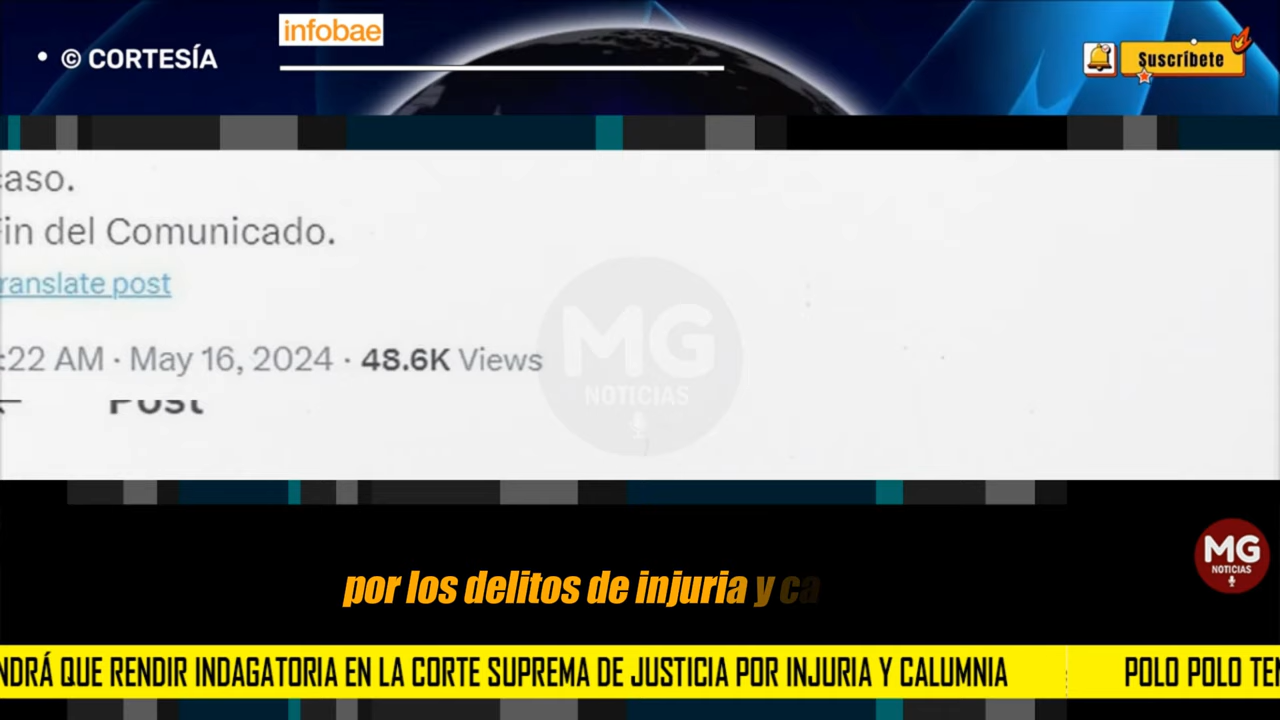 infobae
• © CORTESÍA
Suscríbete
caso.
Fin del Comunicado.
ranslate post
:22 AM · May 16, 2024 · 48.6K Views
Post
MG
NOTICIAS
MG
NOTICIAS
por los delitos de injuria y ca
NDRÁ QUE RENDIR INDAGATORIA EN LA CORTE SUPREMA DE JUSTICIA POR INJURIA Y CALUMNIA POLO POLO TEN